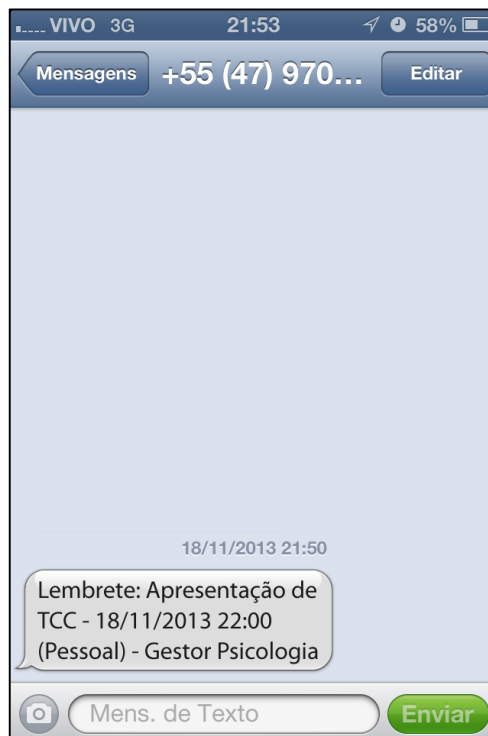 VIVO 3G 21:53 58%
Mensagens +55 (47) 970... Editar
18/11/2013 21:50
Lembrete: Apresentação de
TCC - 18/11/2013 22:00
(Pessoal) - Gestor Psicologia
Mens. de Texto Enviar